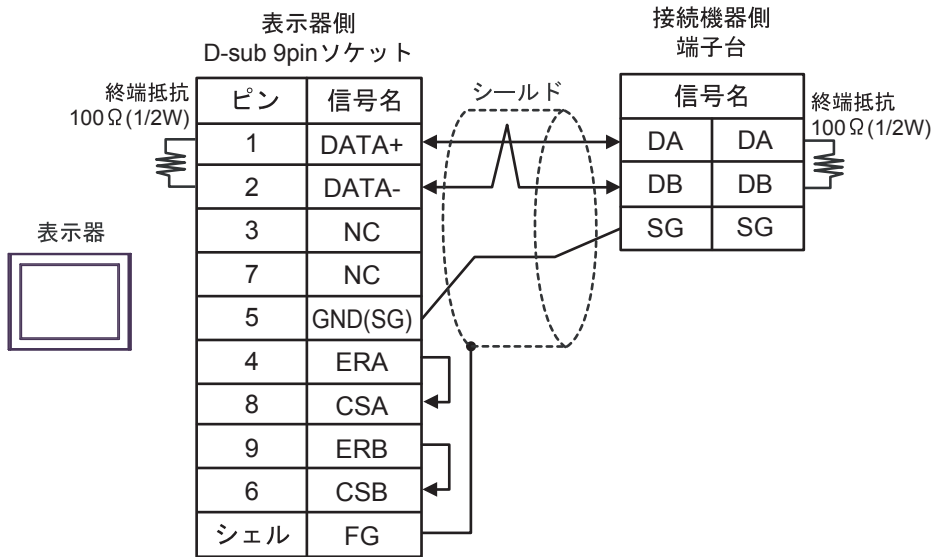 表示器側
D-sub 9pinソケット
接続機器側
端子台
終端抵抗
100Ω(1/2W)
ピン 信号名
1 DATA+
2 DATA-
3 NC
7 NC
5 GND(SG)
4 ERA
8 CSA
9 ERB
6 CSB
シェル FG
シールド
信号名
DA DA
DB DB
SG SG
終端抵抗
100Ω(1/2W)
表示器